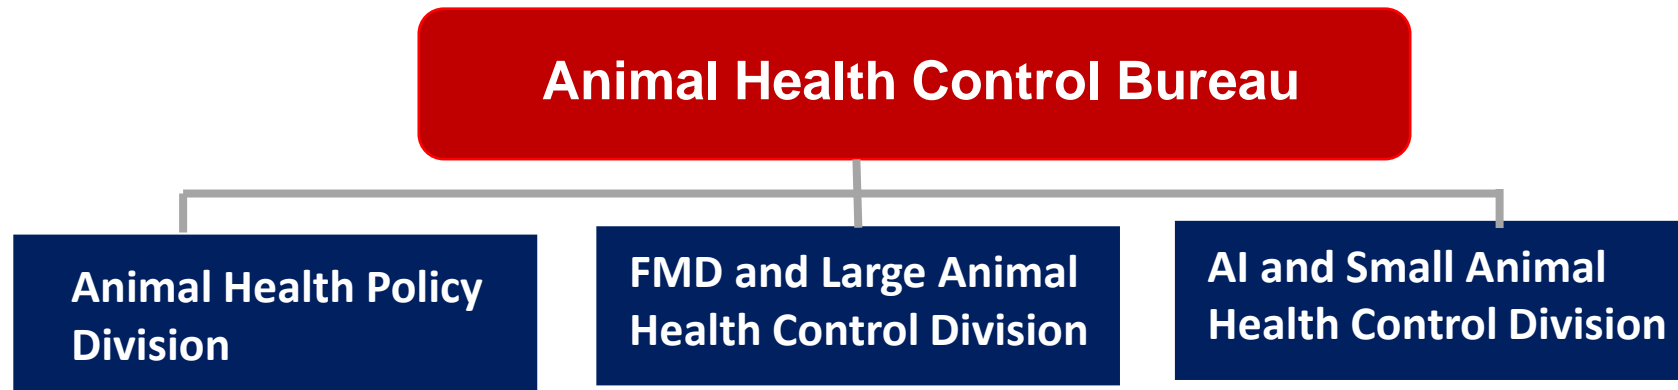 Animal Health Control Bureau
Animal Health Policy
Division
FMD and Large Animal
Health Control Division
AI and Small Animal
Health Control Division